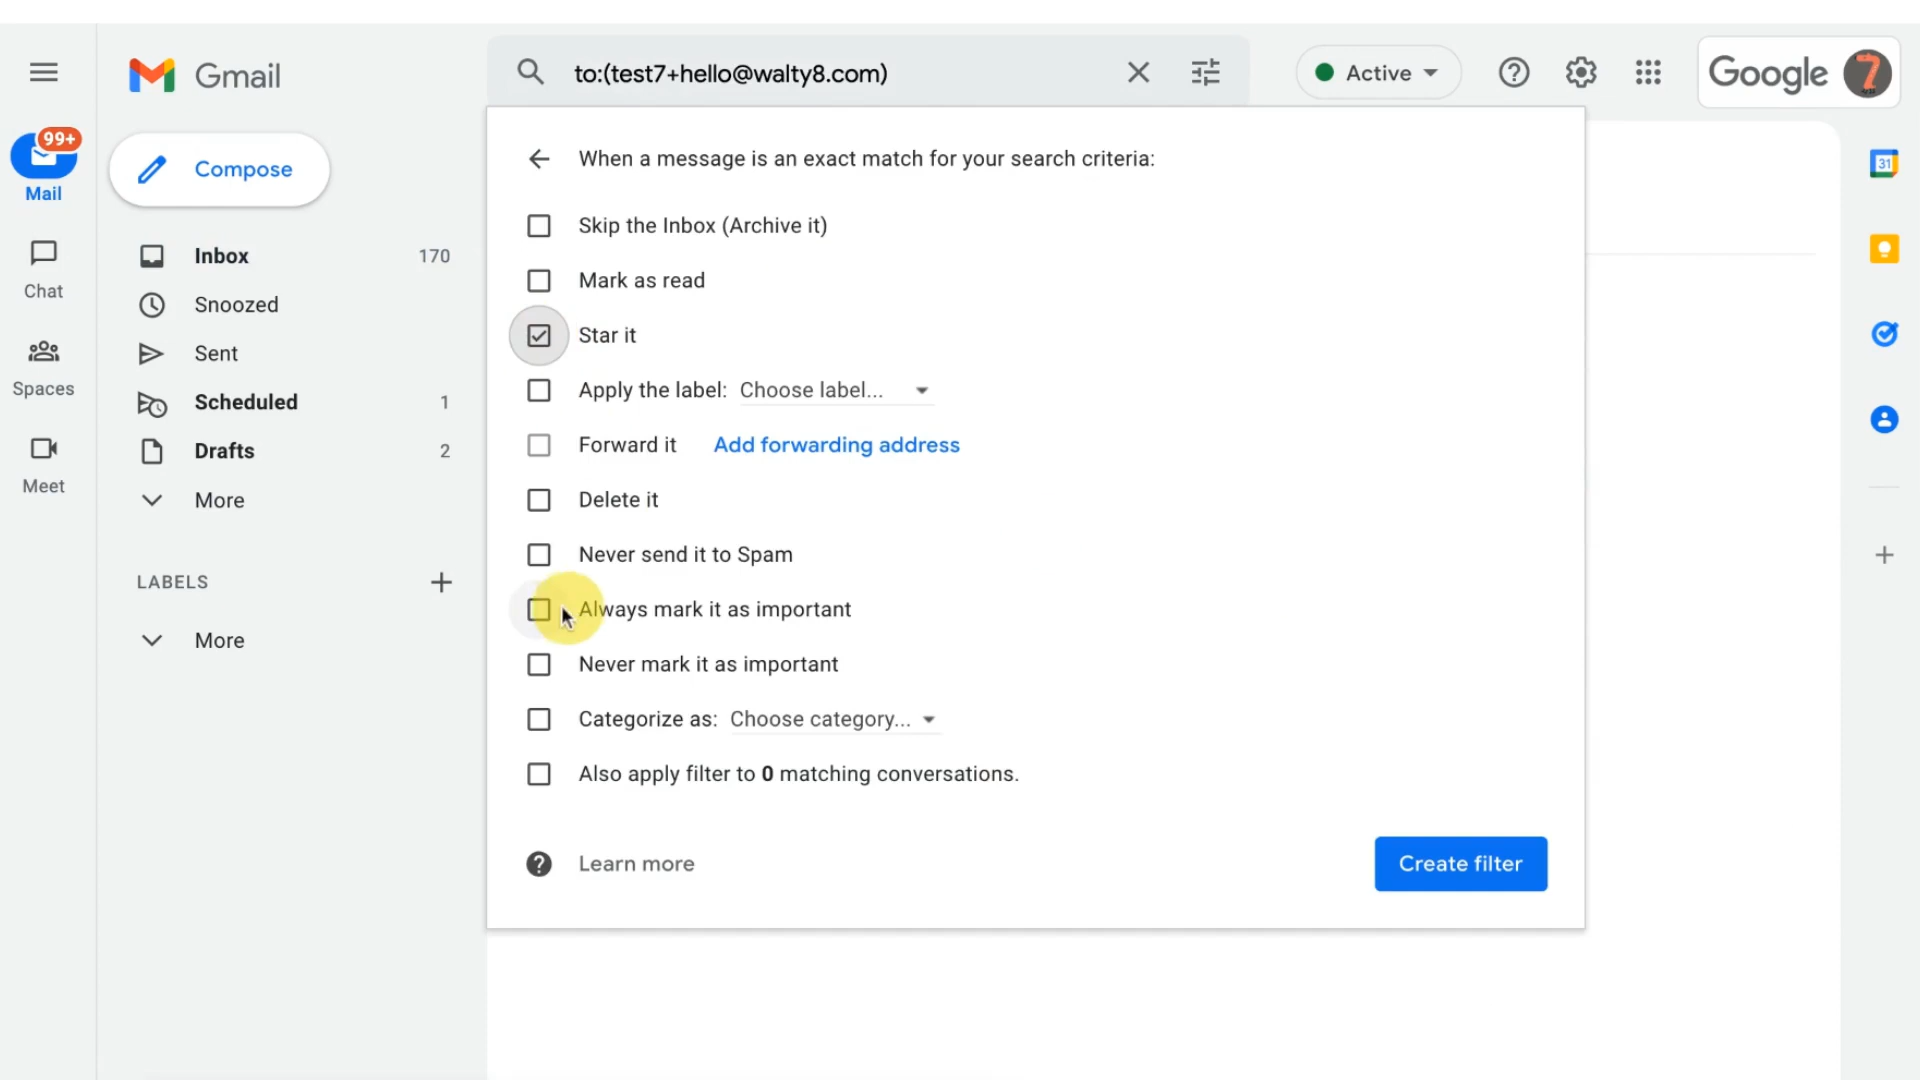 Gmail
to:(test7+hello@walty8.com)
Active
Google
7
99+
Mail
Chat
Spaces
Meet
Compose
Inbox 170
Snoozed
Sent
Scheduled 1
Drafts 2
More
LABELS
More
When a message is an exact match for your search criteria:
Skip the Inbox (Archive it)
Mark as read
Star it
Apply the label: Choose label...
Forward it Add forwarding address
Delete it
Never send it to Spam
Always mark it as important
Never mark it as important
Categorize as: Choose category...
Also apply filter to 0 matching conversations.
Learn more
Create filter
31